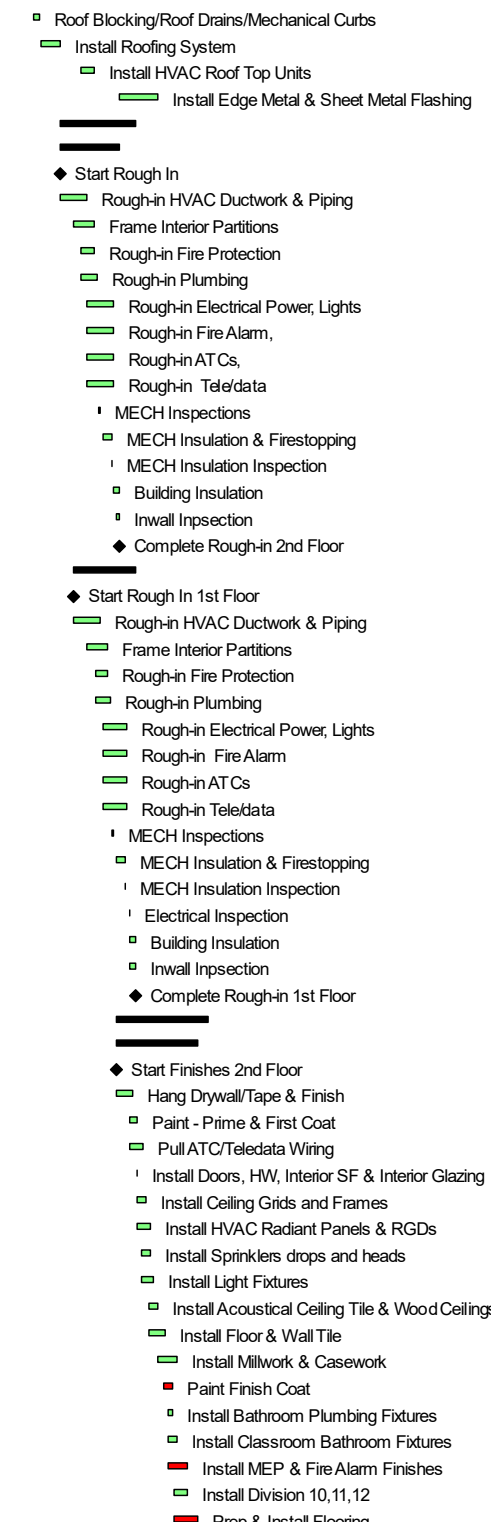 Roof Blocking/Roof Drains/Mechanical Curbs
Install Roofing System
Install HVAC Roof Top Units
Install Edge Metal & Sheet Metal Flashing
Start Rough In
Rough-in HVAC Ductwork & Piping
Frame Interior Partitions
Rough-in Fire Protection
Rough-in Plumbing
Rough-in Electrical Power, Lights
Rough-in Fire Alarm,
Rough-in ATCs,
Rough-in Tele/data
MECH Inspections
MECH Insulation & Firestopping
MECH Insulation Inspection
Building Insulation
Inwall Inpsection
Complete Rough-in 2nd Floor
Start Rough In 1st Floor
Rough-in HVAC Ductwork & Piping
Frame Interior Partitions
Rough-in Fire Protection
Rough-in Plumbing
Rough-in Electrical Power, Lights
Rough-in Fire Alarm
Rough-in ATCs
Rough-in Tele/data
MECH Inspections
MECH Insulation & Firestopping
MECH Insulation Inspection
Electrical Inspection
Building Insulation
Inwall Inpsection
Complete Rough-in 1st Floor
Start Finishes 2nd Floor
Hang Drywall/Tape & Finish
Paint - Prime & First Coat
Pull ATC/Teledata Wiring
Install Doors, HW, Interior SF & Interior Glazing
Install Ceiling Grids and Frames
Install HVAC Radiant Panels & RGDs
Install Sprinklers drops and heads
Install Light Fixtures
Install Acoustical Ceiling Tile & Wood Ceilings
Install Floor & Wall Tile
Install Millwork & Casework
Paint Finish Coat
Install Bathroom Plumbing Fixtures
Install Classroom Bathroom Fixtures
Install MEP & Fire Alarm Finishes
Install Division 10,11,12
Prep & Install Flooring